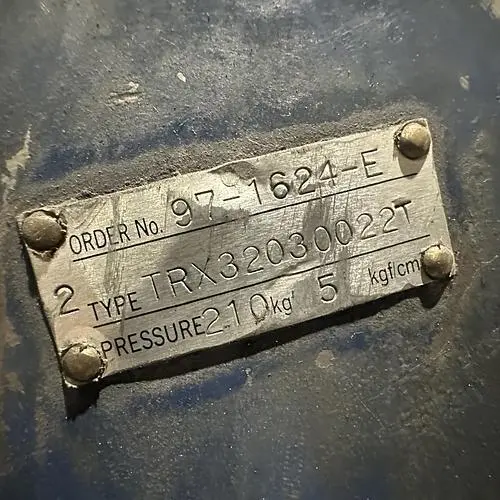 ORDER No. 97-1624-E
2 TYPE TRX32030022T
PRESSURE 210 kg 5 kgf/cm